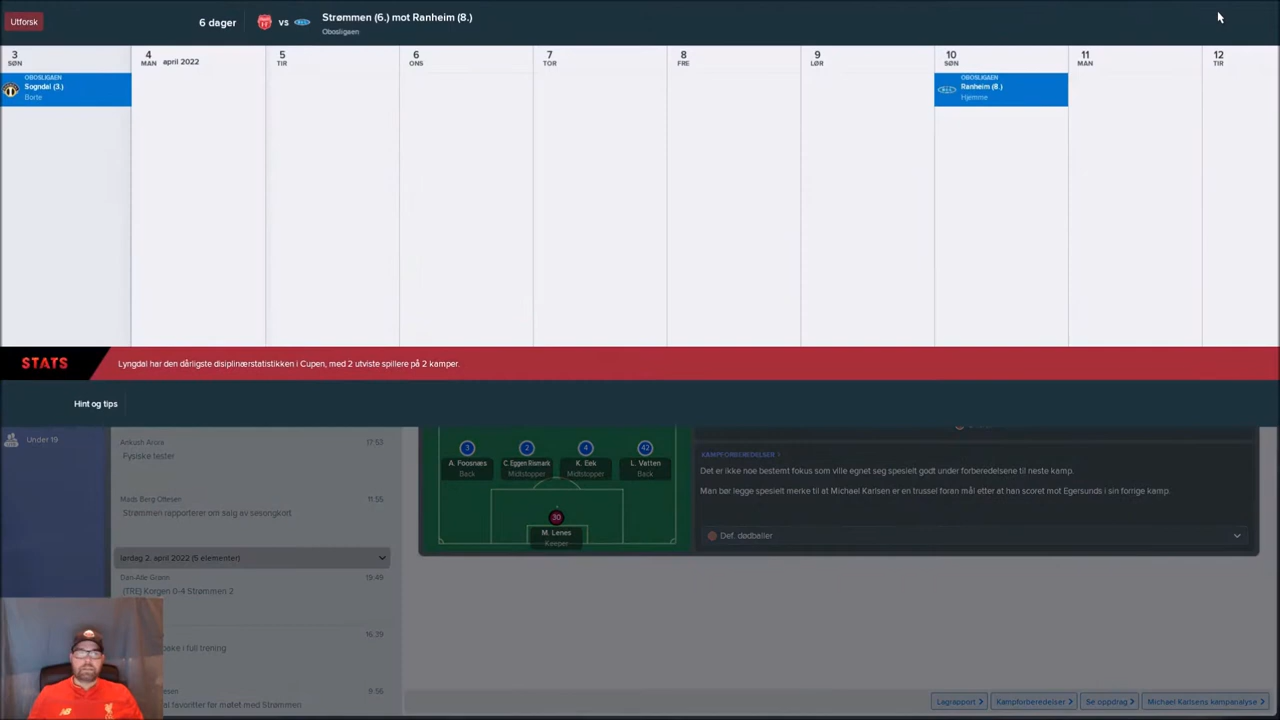 Utforsk
6 dager
vs
Strømmen (6.) mot Ranheim (8.)
Obosligaen
3
SØN
4
MAN
april 2022
5
TIR
6
ONS
7
TOR
8
FRE
9
LØR
10
SØN
11
MAN
12
TIR
OBOSLIGAEN
Sogndal (3.)
Borte
OBOSLIGAEN
Ranheim (8.)
Hjemme
STATS
Lyngdal har den dårligste disiplinærstatistikken i Cupen, med 2 utviste spillere på 2 kamper.
Hint og tips
Under 19
Ankush Arora
17:53
Fysiske tester
Mads Berg Ottesen
11:55
Strømmen rapporterer om salg av sesongkort
lørdag 2. april 2022 (5 elementer)
Dan-Atle Grønn
19:49
(TRE) Korgen 0-4 Strømmen 2
16:39
i full trening
8:56
favoritter før møtet med Strømmen
3
A. Foosnæs
Back
2
C. Eggen Rismark
Midtstopper
4
K. Eek
Midtstopper
42
L. Vatten
Back
30
M. Lenes
Keeper
KAMPFORBEREDELSER
Det er ikke noe bestemt fokus som ville egnet seg spesielt godt under forberedelsene til neste kamp.
Man bør legge spesielt merke til at Michael Karlsen er en trussel foran mål etter at han scoret mot Egersunds i sin forrige kamp.
Def. dødballer
Lagrapport
Kampforberedelser
Se oppdrag
Michael Karlsens kampanalyse